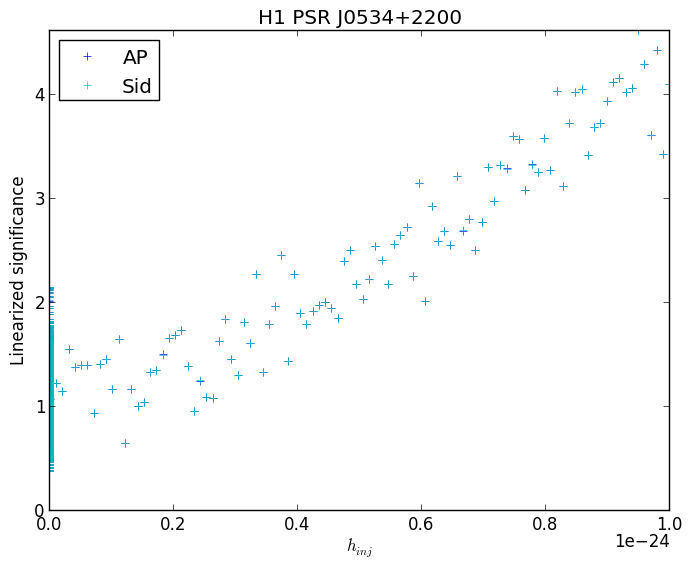 H1 PSR J0534+2200
AP
Sid
Linearized significance
4
3
2
1
0
0.0 0.2 0.4 0.6 0.8 1.0
1e−24
h_inj